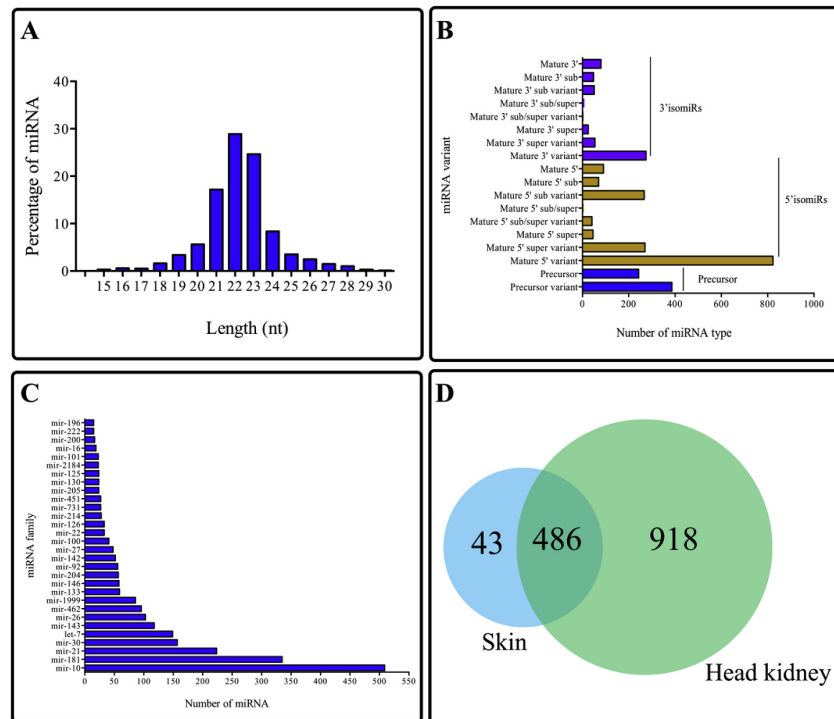 A
Percentage of miRNA
40
30
20
10
0
15 16 17 18 19 20 21 22 23 24 25 26 27 28 29 30
Length (nt)
B
miRNA variant
Mature 3'
Mature 3' sub
Mature 3' sub variant
Mature 3' sub/super
Mature 3' sub/super variant
Mature 3' super
Mature 3' super variant
Mature 3' variant
Mature 5'
Mature 5' sub
Mature 5' sub variant
Mature 5' sub/super
Mature 5' sub/super variant
Mature 5' super
Mature 5' super variant
Mature 5' variant
Precursor
Precursor variant
3'isomiRs
5'isomiRs
Precursor
0 200 400 600 800 1000
Number of miRNA type
C
miRNA family
mir-196
mir-222
mir-200
mir-16
mir-101
mir-2184
mir-125
mir-130
mir-205
mir-451
mir-731
mir-214
mir-126
mir-22
mir-100
mir-27
mir-142
mir-92
mir-204
mir-146
mir-133
mir-1999
mir-462
mir-26
mir-143
let-7
mir-30
mir-21
mir-181
mir-10
0 50 100 150 200 250 300 350 400 450 500 550
Number of miRNA
D
43 486 918
Skin
Head kidney